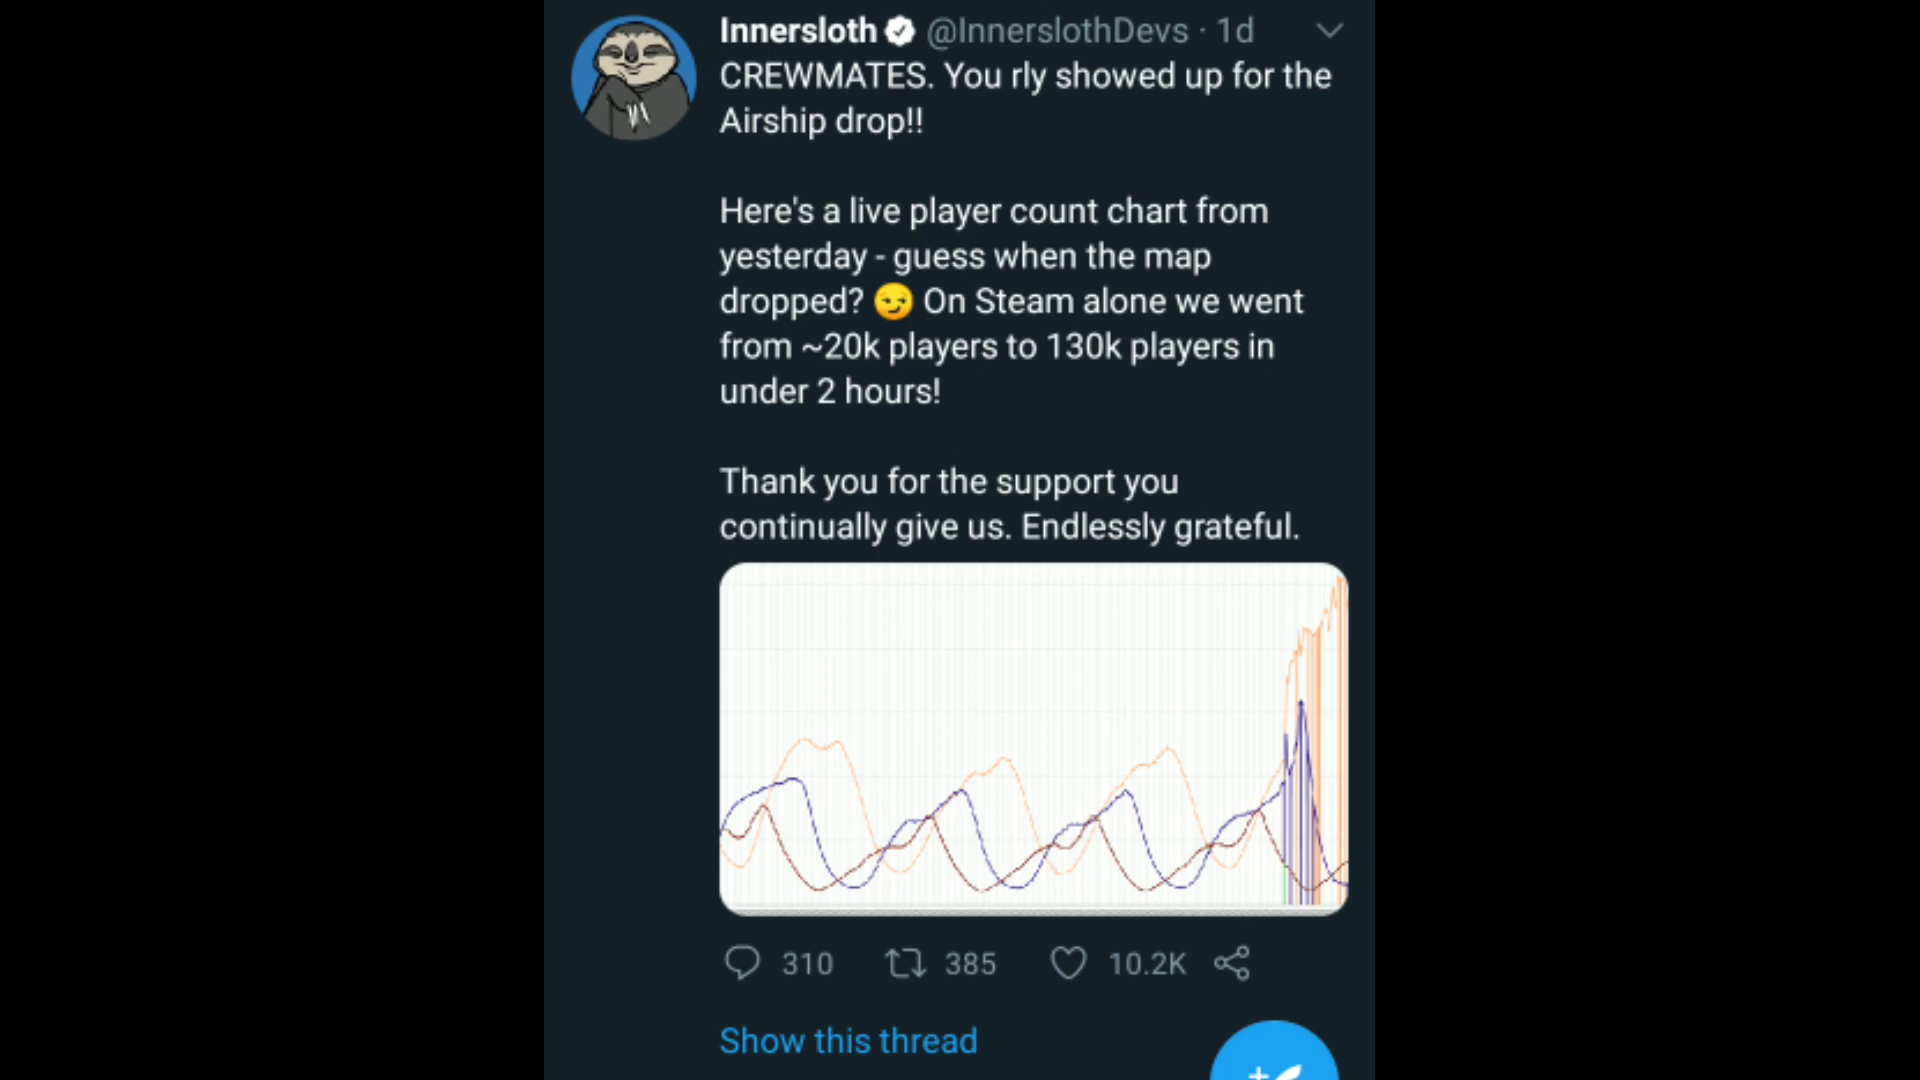 Innersloth @InnerslothDevs · 1d
CREWMATES. You rly showed up for the
Airship drop!!
Here's a live player count chart from
yesterday - guess when the map
dropped? 😏 On Steam alone we went
from ~20k players to 130k players in
under 2 hours!
Thank you for the support you
continually give us. Endlessly grateful.
310 385 10.2K
Show this thread